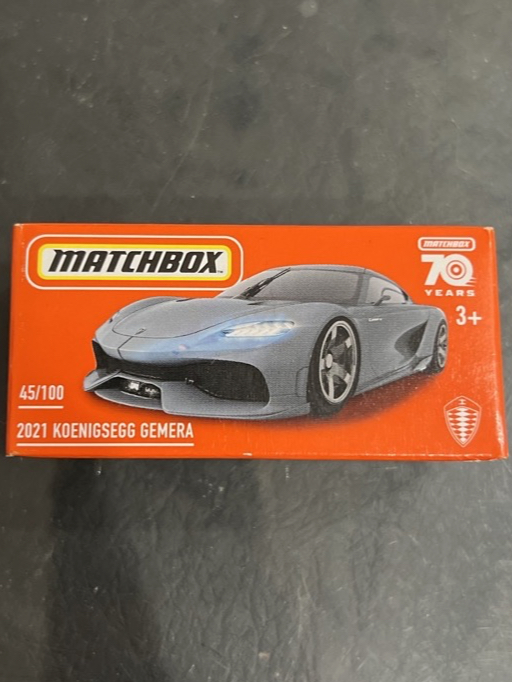 MATCHBOX
MATCHBOX
70
YEARS
3+
45/100
2021 KOENIGSEGG GEMERA